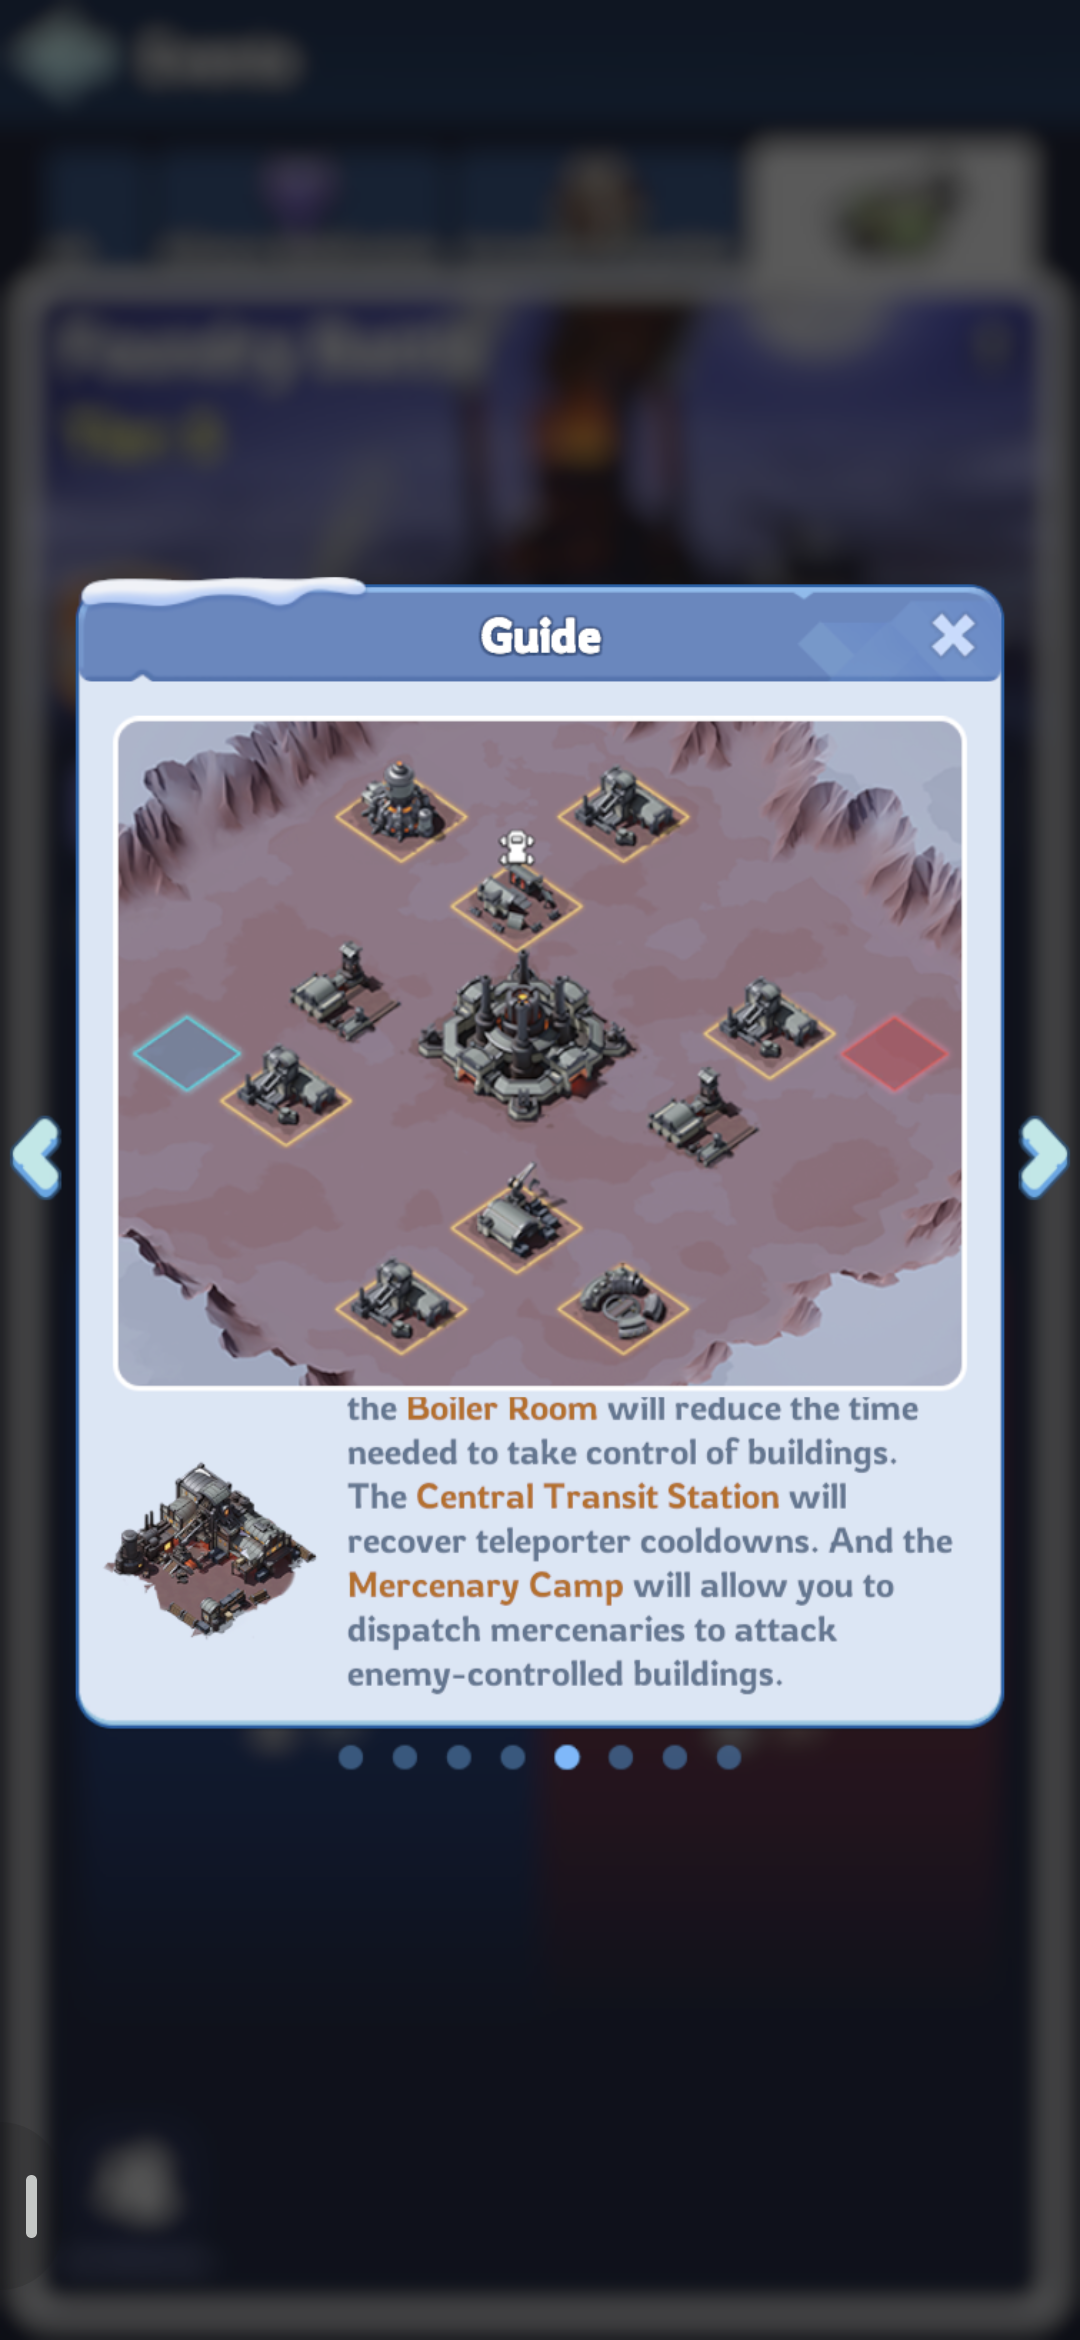 Guide
the Boiler Room will reduce the time
needed to take control of buildings.
The Central Transit Station will
recover teleporter cooldowns. And the
Mercenary Camp will allow you to
dispatch mercenaries to attack
enemy-controlled buildings.